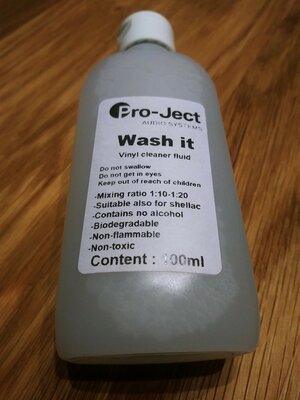 Pro-Ject
AUDIO SYSTEMS
Wash it
Vinyl cleaner fluid
Do not swallow
Do not get in eyes
Keep out of reach of children
-Mixing ratio 1:10-1:20
-Suitable also for shellac
-Contains no alcohol
-Biodegradable
-Non-flammable
-Non-toxic
Content : 100ml